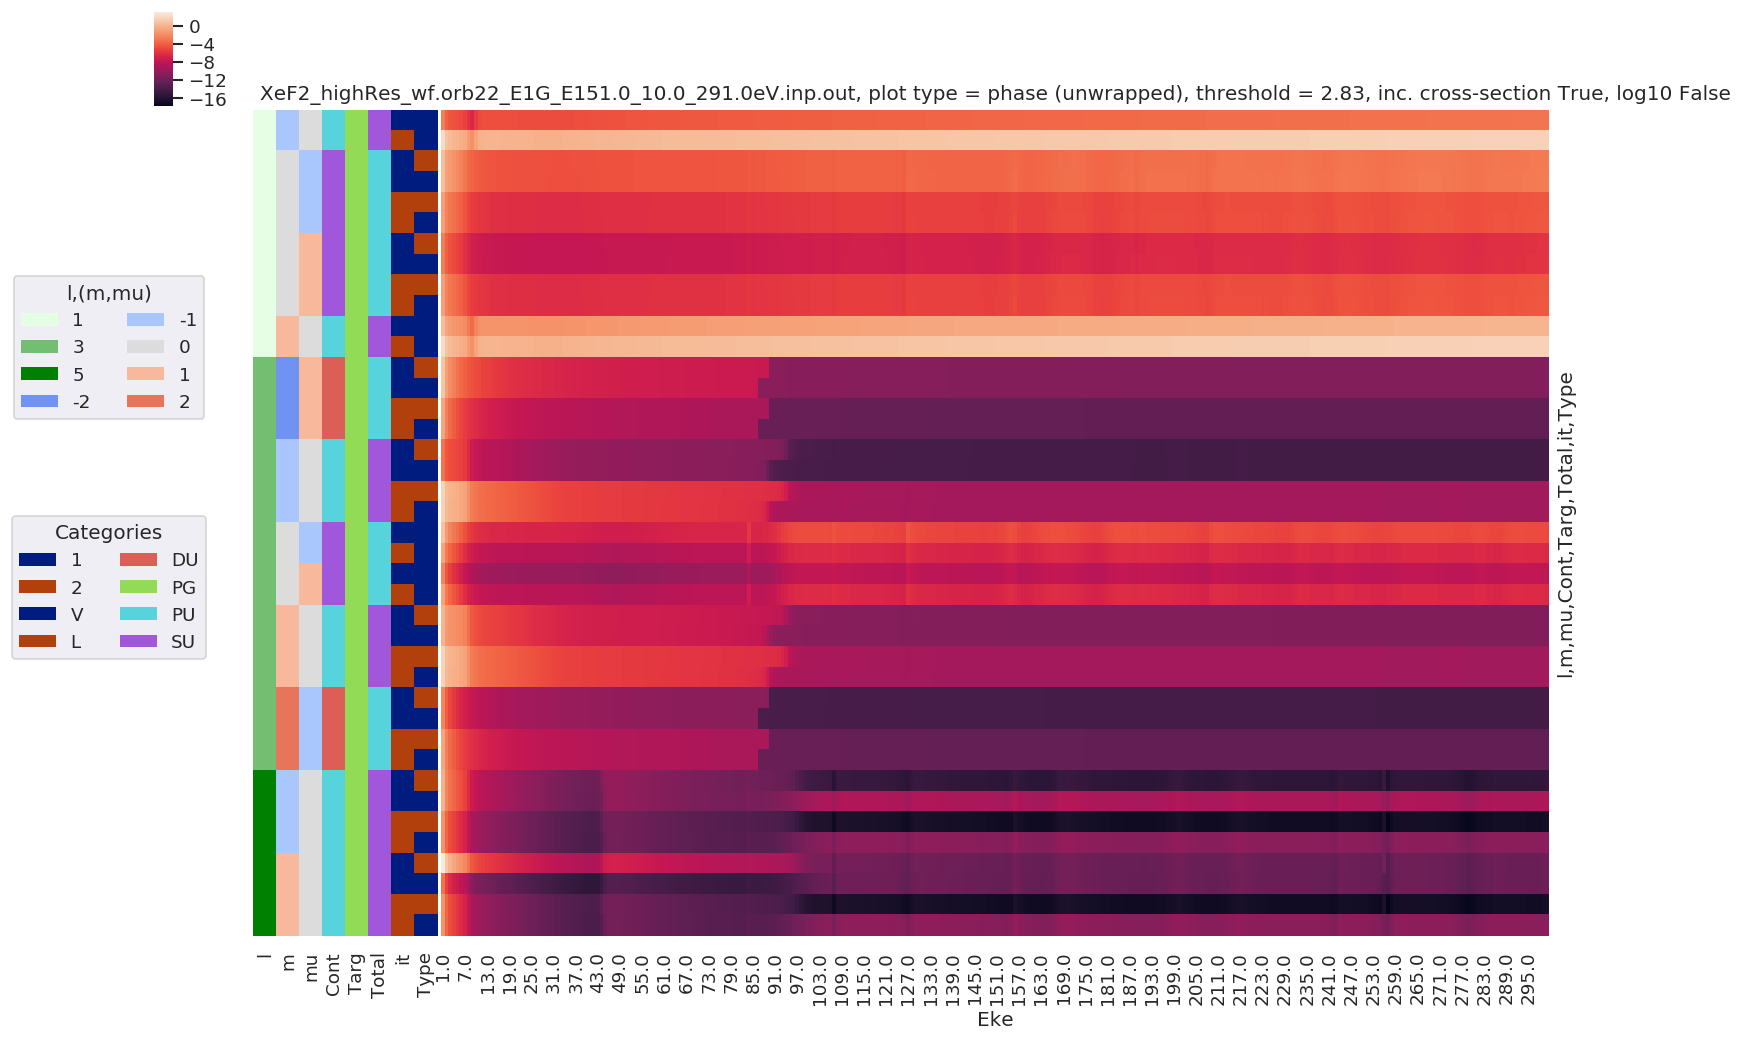 0
−4
−8
−12
−16
XeF2_highRes_wf.orb22_E1G_E151.0_10.0_291.0eV.inp.out, plot type = phase (unwrapped), threshold = 2.83, inc. cross-section True, log10 False
l,(m,mu)
1 -1
3 0
5 1
-2 2
Categories
1 DU
2 PG
V PU
L SU
l,m,mu,Cont,Targ,Total,it,Type
l m mu Cont Targ Total it Type
1.0 7.0 13.0 19.0 25.0 31.0 37.0 43.0 49.0 55.0 61.0 67.0 73.0 79.0 85.0 91.0 97.0 103.0 109.0 115.0 121.0 127.0 133.0 139.0 145.0 151.0 157.0 163.0 169.0 175.0 181.0 187.0 193.0 199.0 205.0 211.0 217.0 223.0 229.0 235.0 241.0 247.0 253.0 259.0 265.0 271.0 277.0 283.0 289.0 295.0
Eke